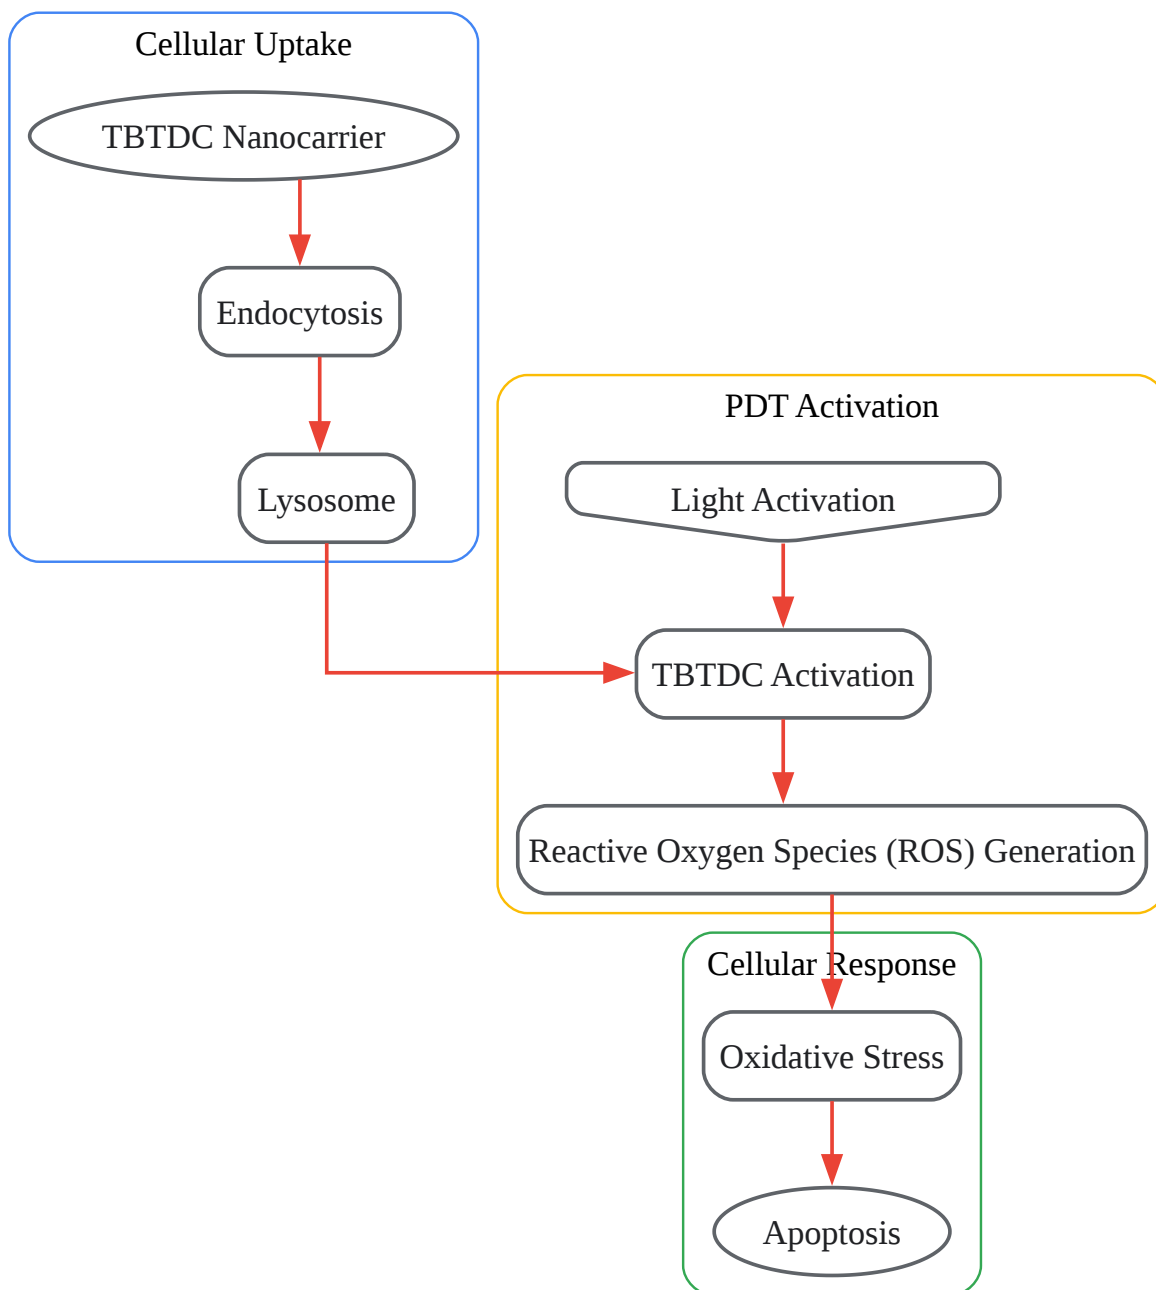 Cellular Uptake
TBTDC Nanocarrier
Endocytosis
Lysosome
PDT Activation
Light Activation
TBTDC Activation
Reactive Oxygen Species (ROS) Generation
Cellular Response
Oxidative Stress
Apoptosis